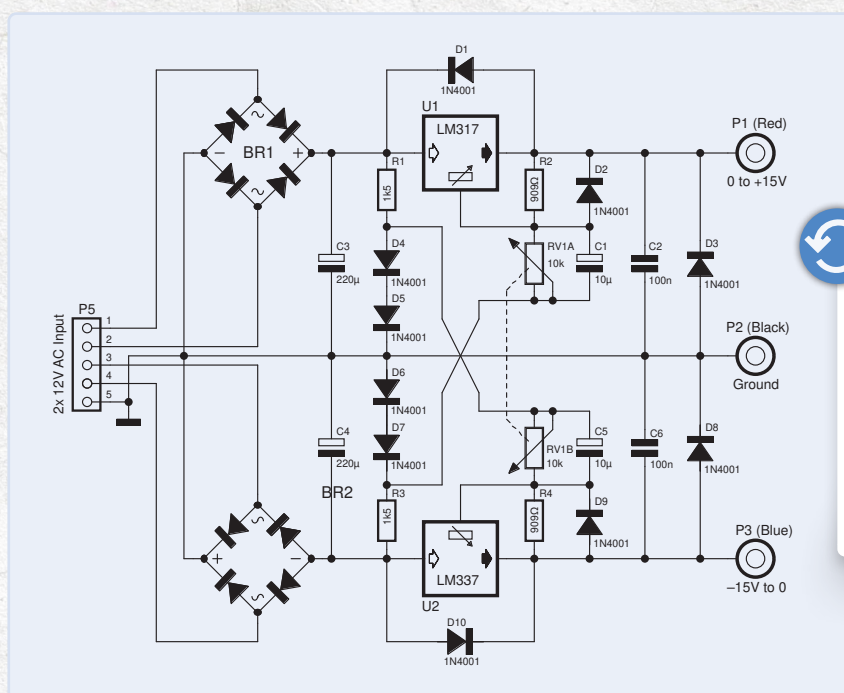 D1
1N4001
U1
LM317
P1 (Red)
0 to +15V
BR1
~
~
–
+
R1
1k5
R2
909Ω
D2
1N4001
D4
1N4001
D5
1N4001
C3
220µ
RV1A
10k
C1
10µ
C2
100n
D3
1N4001
P5
2x 12V AC Input
1
2
3
4
5
P2 (Black)
Ground
D6
1N4001
D7
1N4001
C4
220µ
BR2
R3
1k5
RV1B
10k
C5
10µ
C6
100n
D8
1N4001
R4
909Ω
D9
1N4001
~
~
+
–
LM337
U2
P3 (Blue)
–15V to 0
D10
1N4001